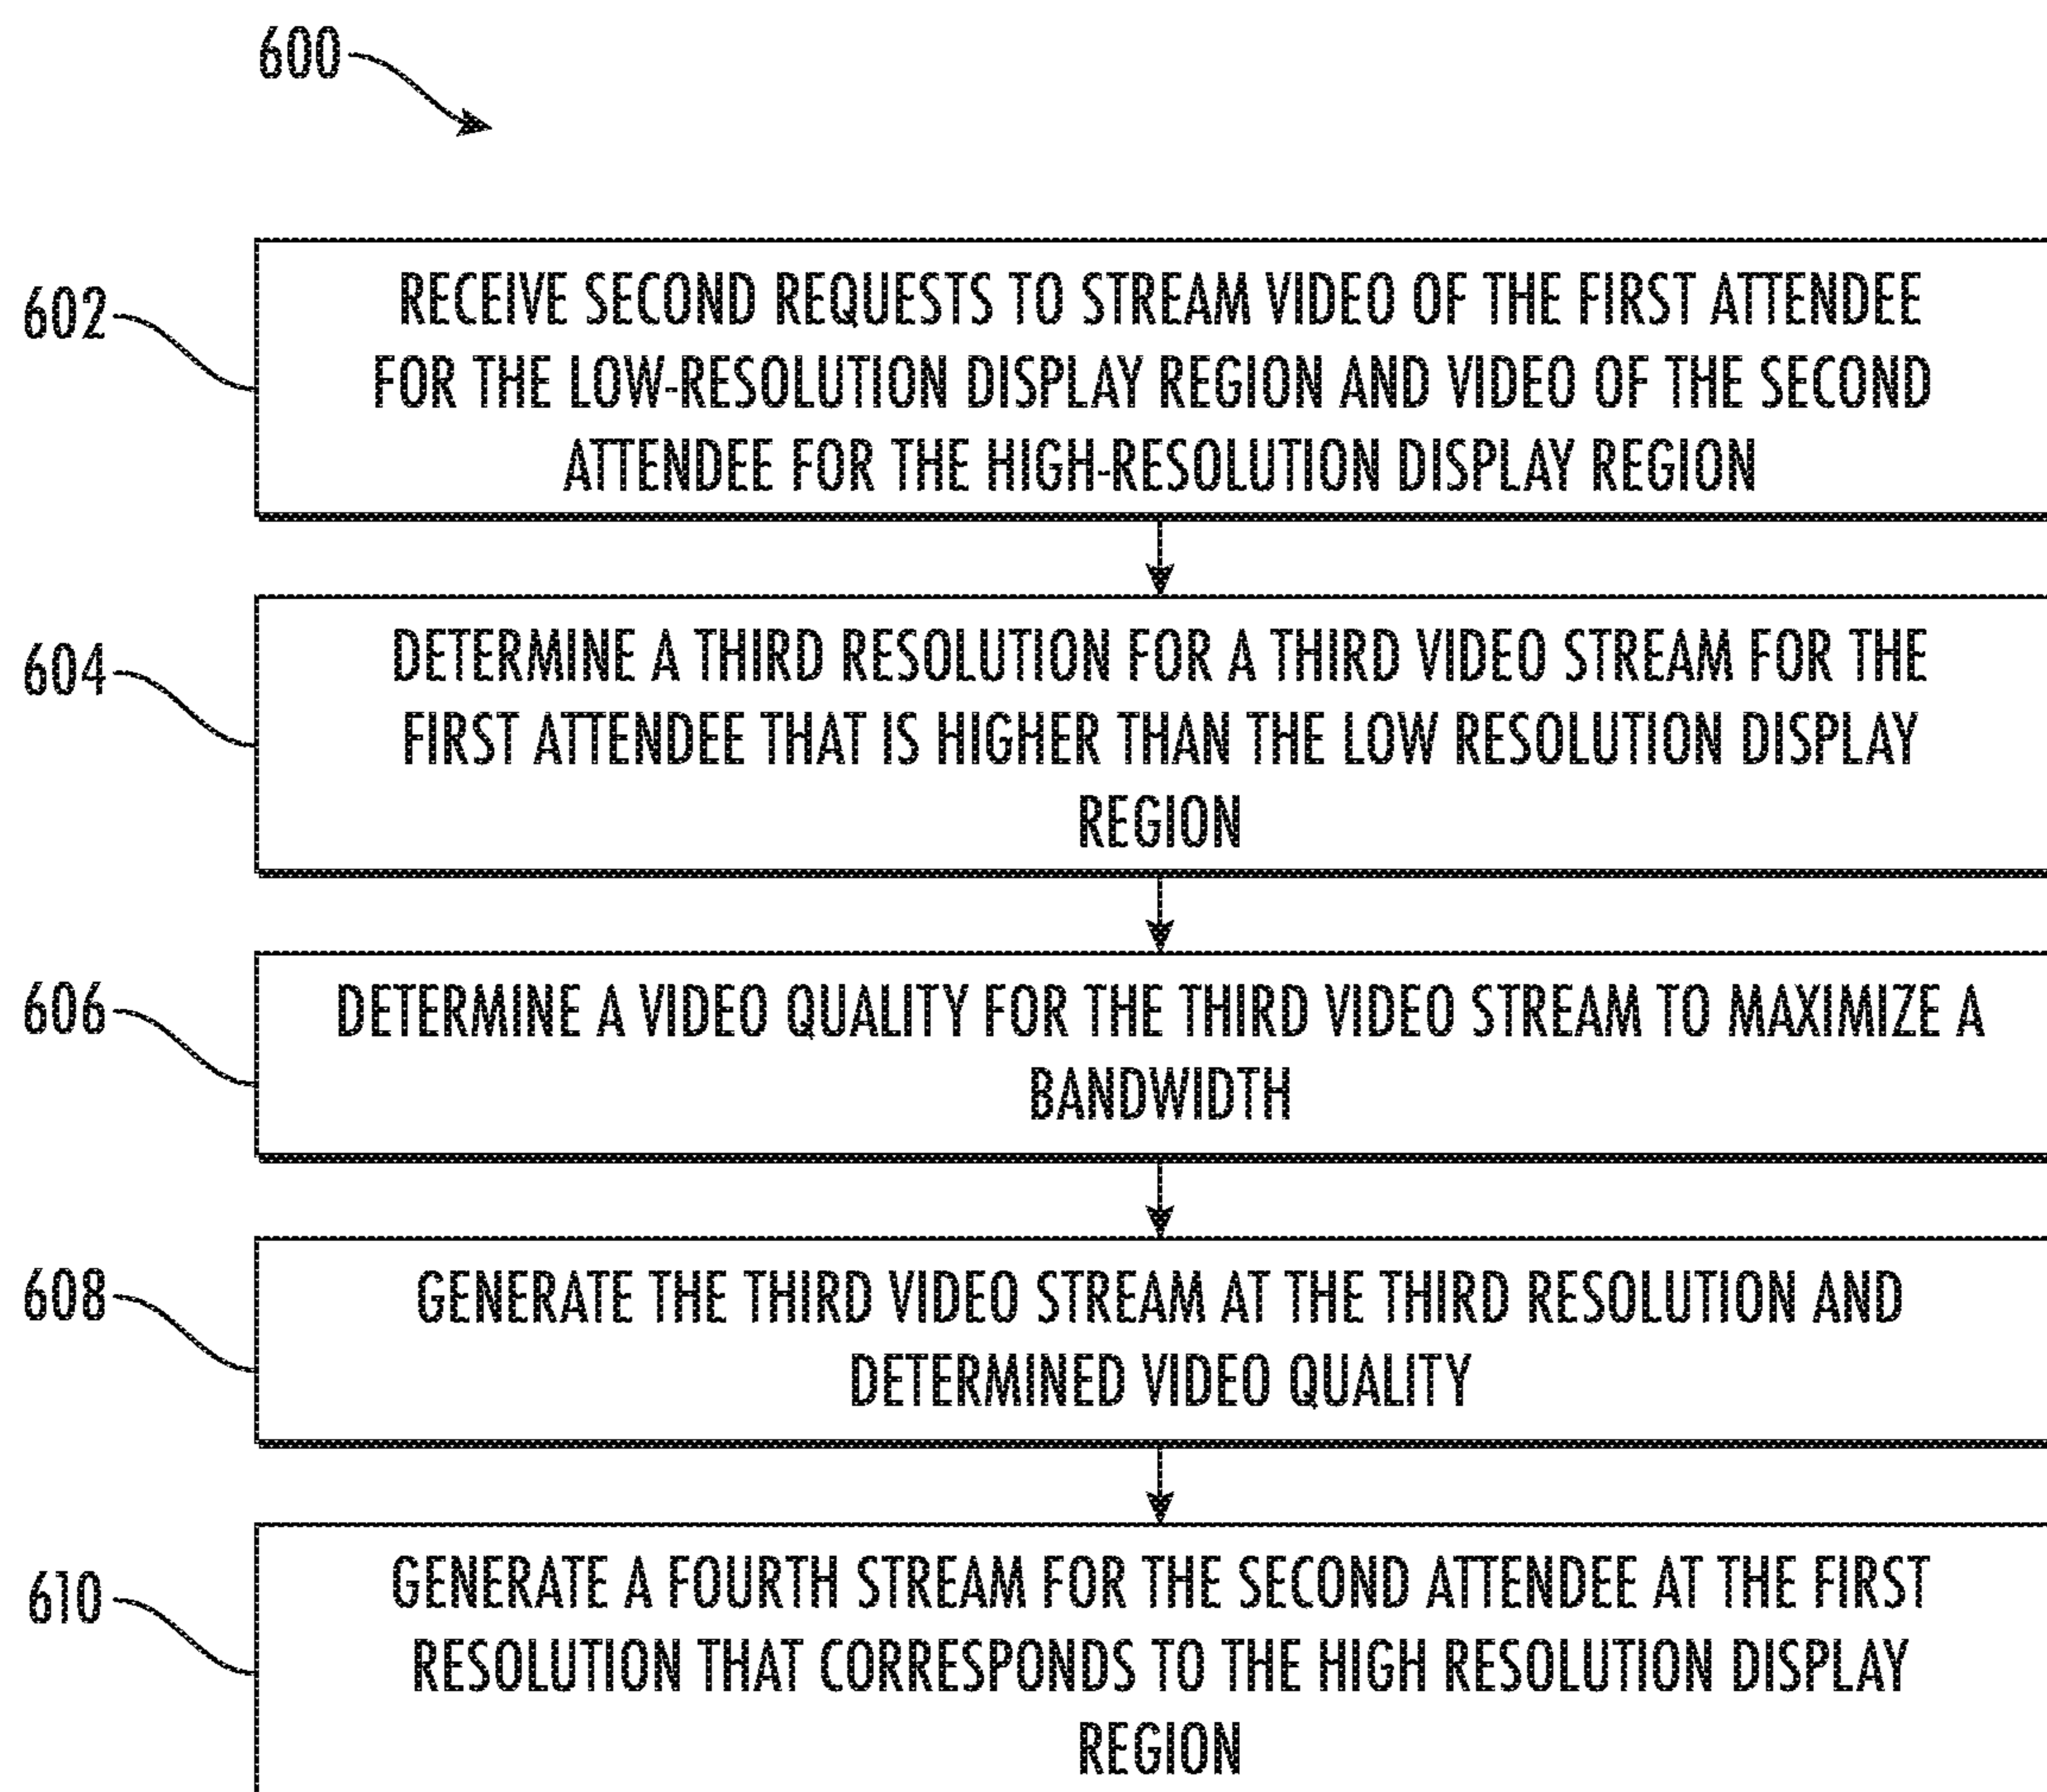 600
602
RECEIVE SECOND REQUESTS TO STREAM VIDEO OF THE FIRST ATTENDEE
FOR THE LOW-RESOLUTION DISPLAY REGION AND VIDEO OF THE SECOND
ATTENDEE FOR THE HIGH-RESOLUTION DISPLAY REGION
604
DETERMINE A THIRD RESOLUTION FOR A THIRD VIDEO STREAM FOR THE
FIRST ATTENDEE THAT IS HIGHER THAN THE LOW RESOLUTION DISPLAY
REGION
606
DETERMINE A VIDEO QUALITY FOR THE THIRD VIDEO STREAM TO MAXIMIZE A
BANDWIDTH
608
GENERATE THE THIRD VIDEO STREAM AT THE THIRD RESOLUTION AND
DETERMINED VIDEO QUALITY
610
GENERATE A FOURTH STREAM FOR THE SECOND ATTENDEE AT THE FIRST
RESOLUTION THAT CORRESPONDS TO THE HIGH RESOLUTION DISPLAY
REGION